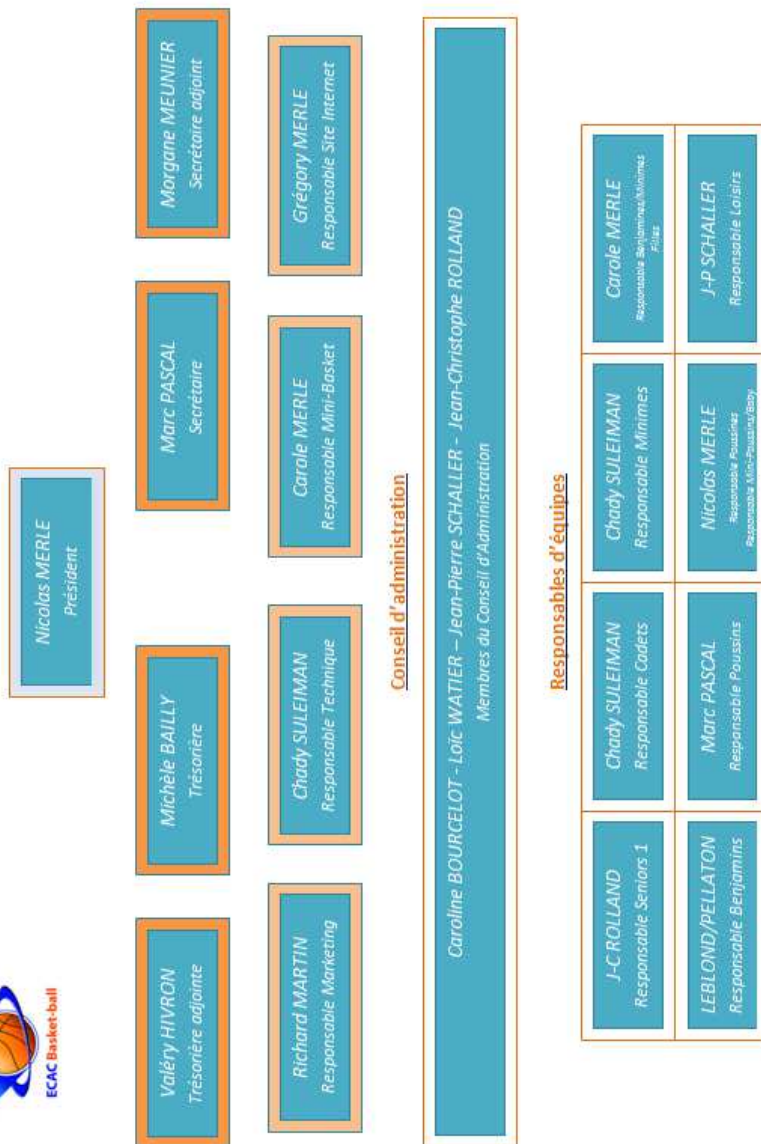 ECAC Basket-ball
Nicolas MERLE
Président
Valéry HIVRON
Trésorière adjointe
Michèle BAILLY
Trésorière
Marc PASCAL
Secrétaire
Morgane MEUNIER
Secrétaire adjoint
Richard MARTIN
Responsable Marketing
Chady SULEIMAN
Responsable Technique
Carole MERLE
Responsable Mini-Basket
Grégory MERLE
Responsable Site Internet
Conseil d'administration
Caroline BOURCELOT - Loïc WATIER – Jean-Pierre SCHALLER – Jean-Christophe ROLLAND
Membres du Conseil d'Administration
Responsables d'équipes
J-C ROLLAND
Responsable Seniors 1
Chady SULEIMAN
Responsable Cadets
Chady SULEIMAN
Responsable Minimes
Carole MERLE
Responsable Benjamines/Minimes
Filles
LEBLOND/PELLATON
Responsable Benjamins
Marc PASCAL
Responsable Poussins
Nicolas MERLE
Responsable Poussines
Responsable Mini-Poussins/Baby
J-P SCHALLER
Responsable Loisirs